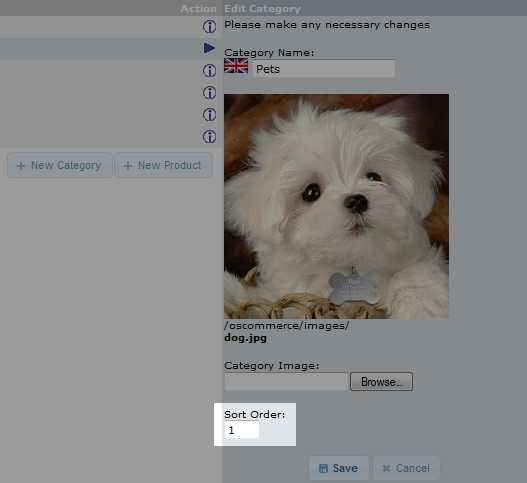 Action
Edit Category
Please make any necessary changes
Category Name:
Pets
+ New Category
+ New Product
/oscommerce/images/
dog.jpg
Category Image:
Browse...
Sort Order:
1
Save
Cancel